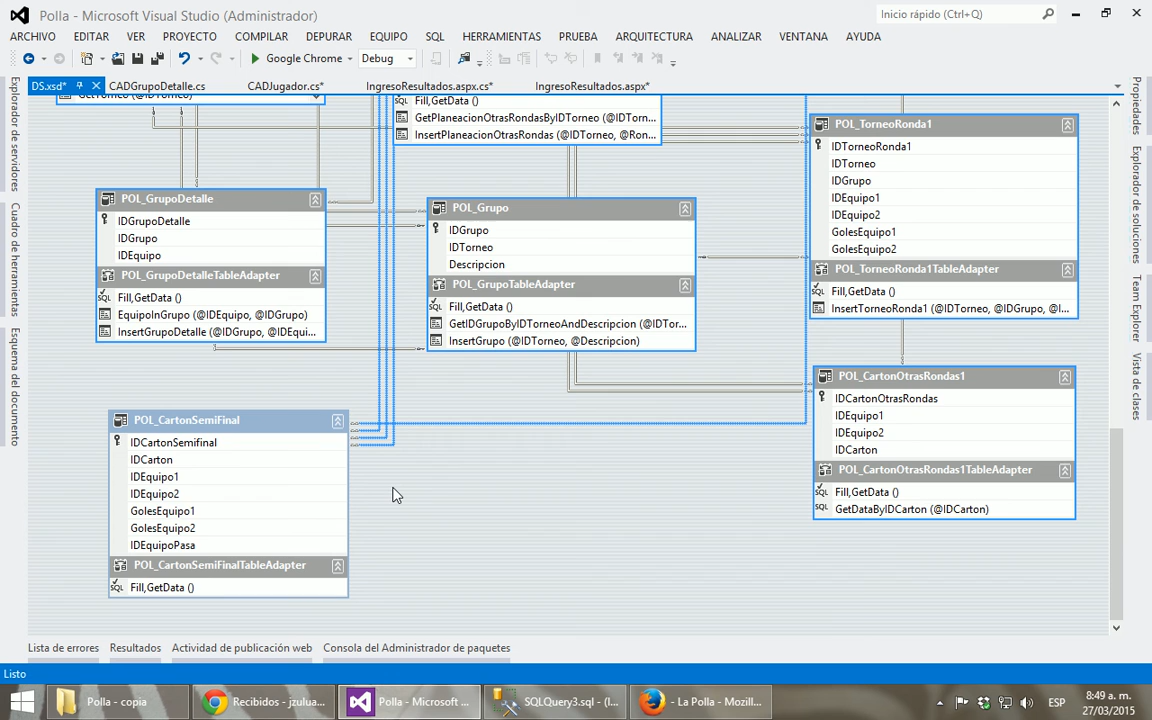 Polla - Microsoft Visual Studio (Administrador)
Inicio rápido (Ctrl+Q)
ARCHIVO EDITAR VER PROYECTO COMPILAR DEPURAR EQUIPO SQL HERRAMIENTAS PRUEBA ARQUITECTURA ANALIZAR VENTANA AYUDA
Google Chrome Debug
DS.xsd* CADGrupoDetalle.cs CADJugador.cs* IngresoResultados.aspx.cs* IngresoResultados.aspx*
Explorador de servidores
Cuadro de herramientas
Esquema del documento
GetTorneo (@IDTorneo)
Fill,GetData ()
GetPlaneacionOtrasRondasByIDTorneo (@IDTorn...
InsertPlaneacionOtrasRondas (@IDTorneo, @Ron...
POL_TorneoRonda1
IDTorneoRonda1
IDTorneo
IDGrupo
IDEquipo1
IDEquipo2
GolesEquipo1
GolesEquipo2
POL_TorneoRonda1TableAdapter
Fill,GetData ()
InsertTorneoRonda1 (@IDTorneo, @IDGrupo, @I...
POL_GrupoDetalle
IDGrupoDetalle
IDGrupo
IDEquipo
POL_GrupoDetalleTableAdapter
Fill,GetData ()
EquipoInGrupo (@IDEquipo, @IDGrupo)
InsertGrupoDetalle (@IDGrupo, @IDEqui...
POL_Grupo
IDGrupo
IDTorneo
Descripcion
POL_GrupoTableAdapter
Fill,GetData ()
GetIDGrupoByIDTorneoAndDescripcion (@IDTor...
InsertGrupo (@IDTorneo, @Descripcion)
POL_CartonOtrasRondas1
IDCartonOtrasRondas
IDEquipo1
IDEquipo2
IDCarton
POL_CartonOtrasRondas1TableAdapter
Fill,GetData ()
GetDataByIDCarton (@IDCarton)
POL_CartonSemiFinal
IDCartonSemifinal
IDCarton
IDEquipo1
IDEquipo2
GolesEquipo1
GolesEquipo2
IDEquipoPasa
POL_CartonSemiFinalTableAdapter
Fill,GetData ()
Propiedades
Explorador de soluciones
Team Explorer
Vista de clases
Lista de errores Resultados Actividad de publicación web Consola del Administrador de paquetes
Listo
Polla - copia
Recibidos - jzulua...
Polla - Microsoft ...
SQLQuery3.sql - (l...
- La Polla - Mozill...
ESP
8:49 a. m.
27/03/2015